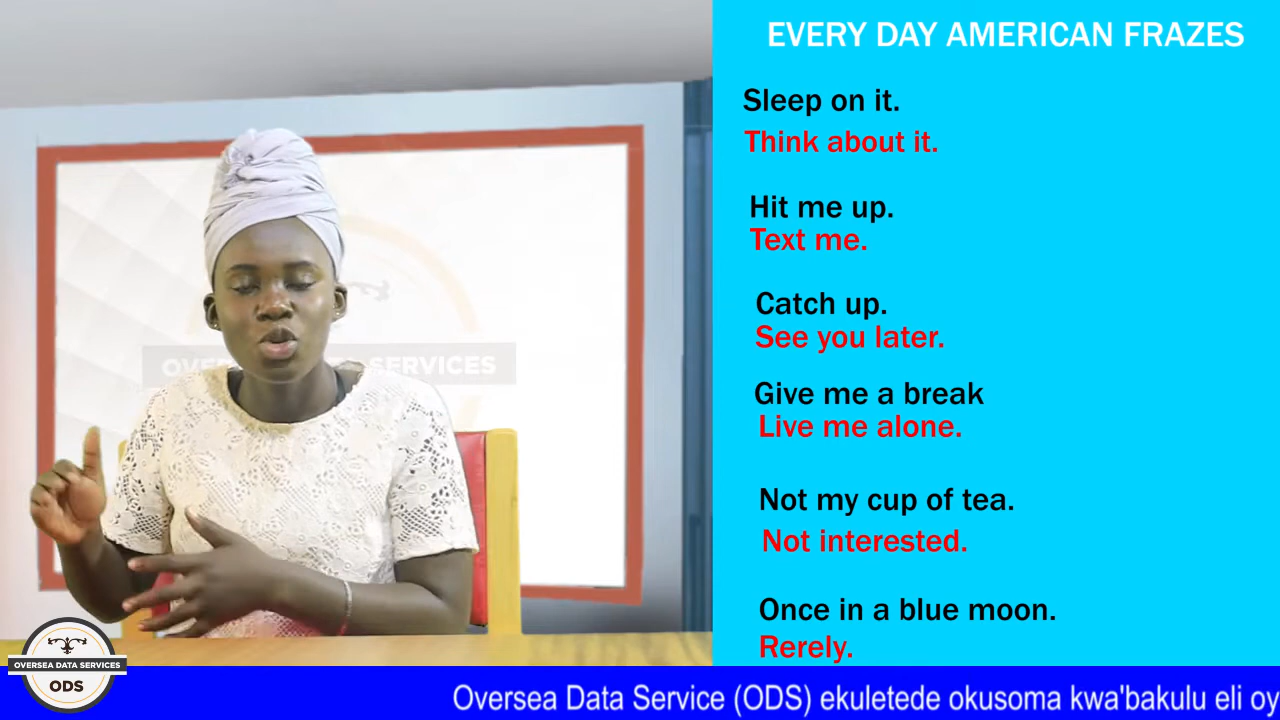 EVERY DAY AMERICAN FRAZES
Sleep on it.
Think about it.
Hit me up.
Text me.
Catch up.
See you later.
Give me a break
Live me alone.
Not my cup of tea.
Not interested.
Once in a blue moon.
Rerely.
OVERSEA DATA SERVICES
ODS
SERVICES
Oversea Data Service (ODS) ekuletede okusoma kwa'bakulu eli oy